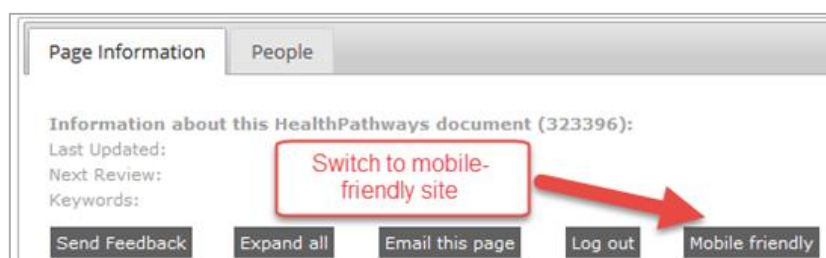 Page Information People
Information about this HealthPathways document (323396):
Last Updated:
Next Review:
Keywords:
Switch to mobile-
friendly site
Send Feedback Expand all Email this page Log out Mobile friendly